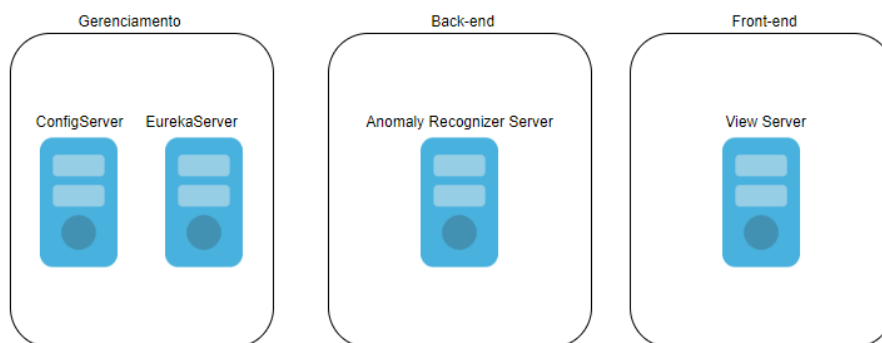 Gerenciamento
Back-end
Front-end
ConfigServer
EurekaServer
Anomaly Recognizer Server
View Server